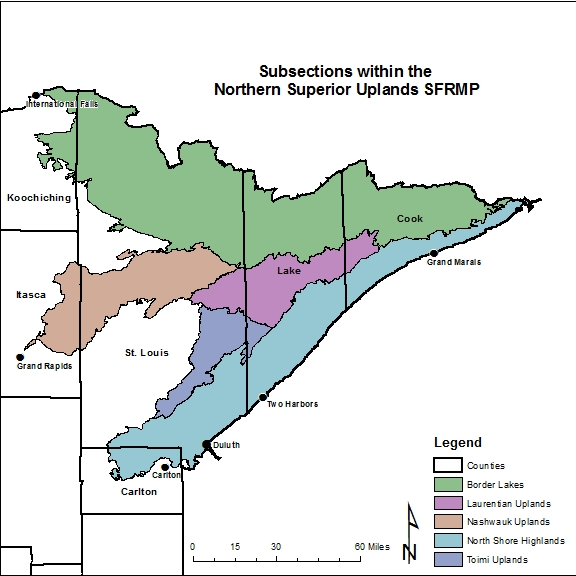 Subsections within the
Northern Superior Uplands SFRMP
International Falls
Koochiching
Cook
Grand Marais
Lake
Itasca
St. Louis
Grand Rapids
Two Harbors
Duluth
Carlton
Carlton
Legend
Counties
Border Lakes
Laurentian Uplands
Nashwauk Uplands
North Shore Highlands
Toimi Uplands
N
0 15 30 60 Miles